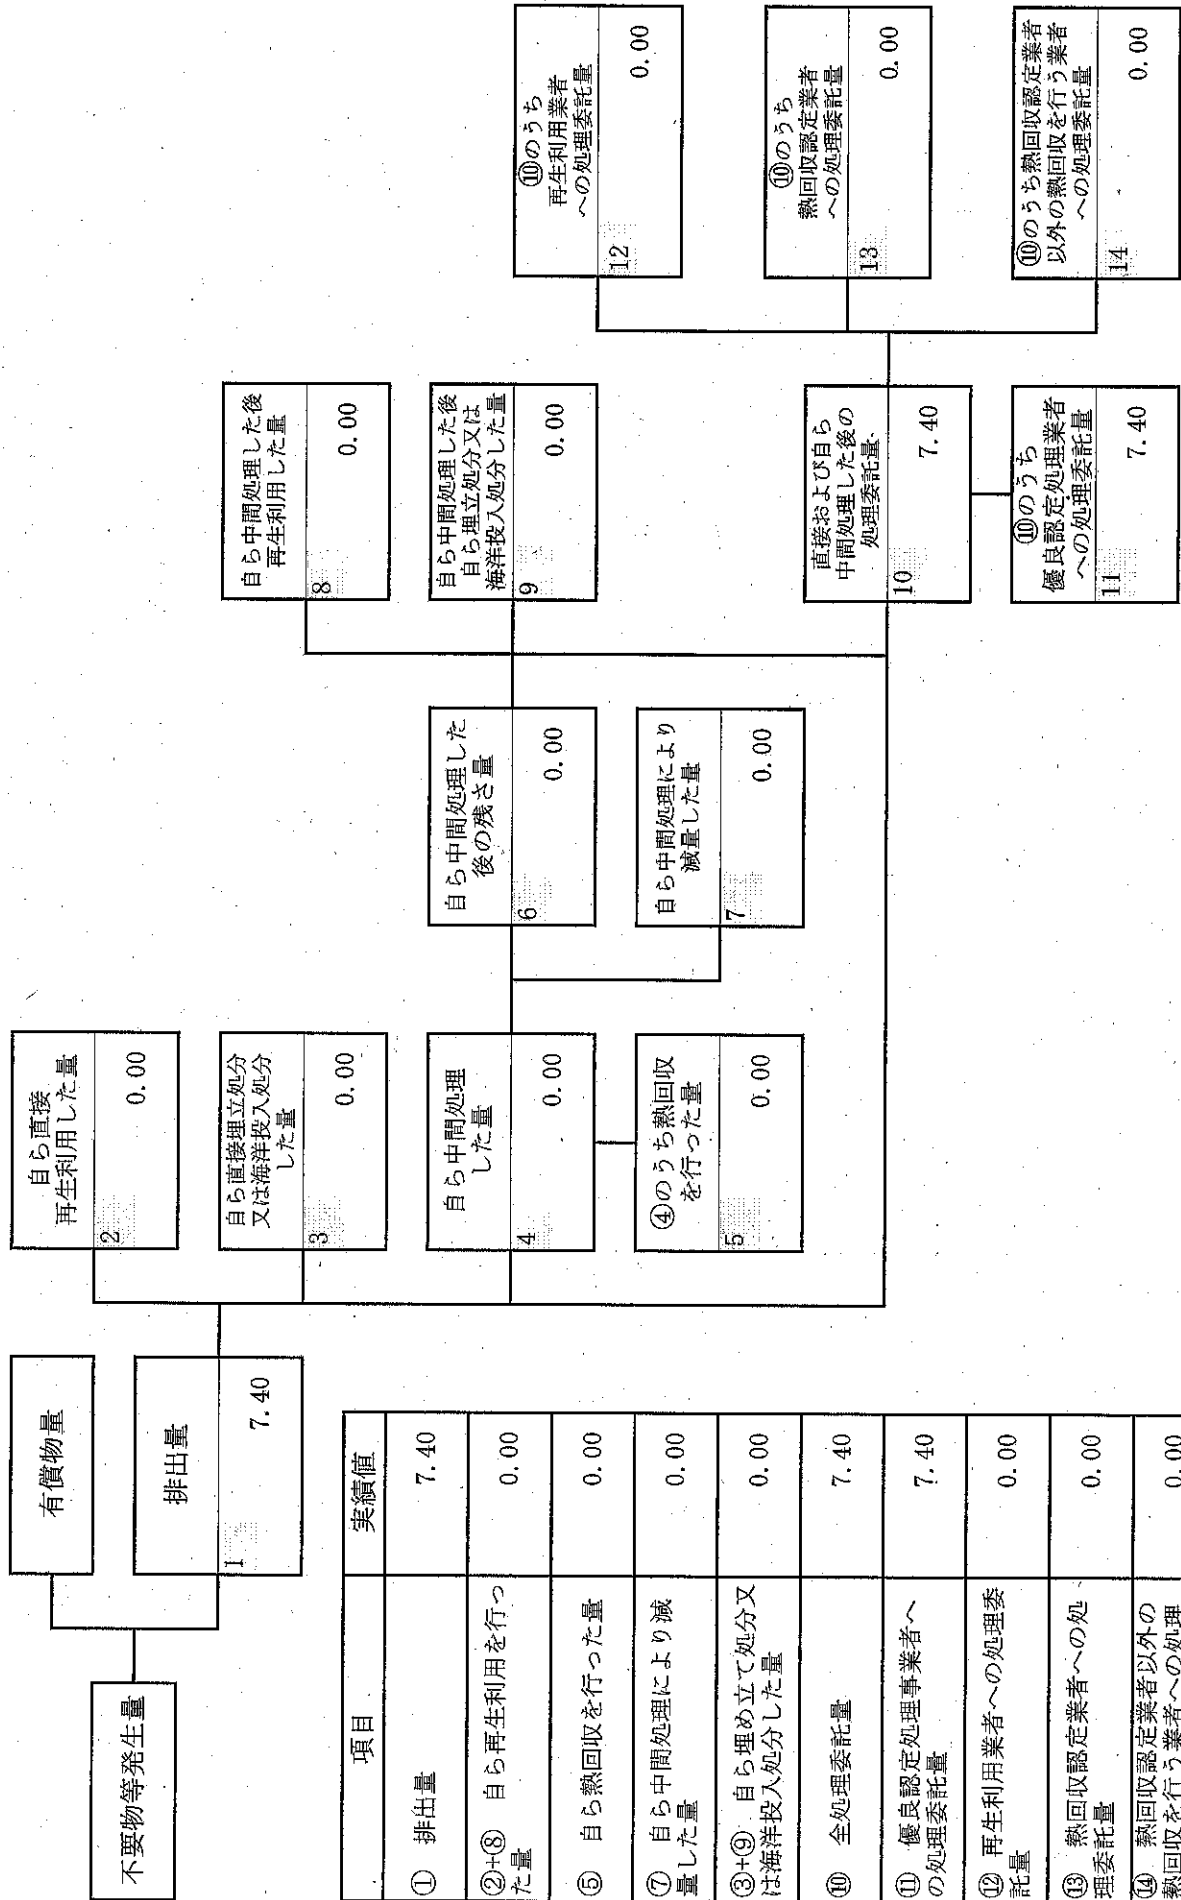 不要物等発生量
有償物量
排出量
1
7.40
自ら直接
再生利用した量
2
0.00
自ら直接埋立処分
又は海洋投入処分
した量
3
0.00
自ら中間処理
した量
4
0.00
④のうち熱回収
を行った量
5
0.00
自ら中間処理した
後の残さ量
6
0.00
自ら中間処理により
減量した量
7
0.00
自ら中間処理した後
再生利用した量
8
0.00
自ら中間処理した後
自ら埋立処分又は
海洋投入処分した量
9
0.00
直接および自ら
中間処理した後の
処理委託量
10
7.40
⑩のうち
優良認定処理業者
への処理委託量
11
7.40
⑩のうち
再生利用業者
への処理委託量
12
0.00
⑩のうち
熱回収認定業者
への処理委託量
13
0.00
⑩のうち熱回収認定業者
以外の熱回収を行う業者
への処理委託量
14
0.00
項目 実績値
① 排出量 7.40
②+⑧ 自ら再生利用を行っ
た量 0.00
⑤ 自ら熱回収を行った量 0.00
⑦ 自ら中間処理により減
量した量 0.00
③+⑨ 自ら埋め立て処分又
は海洋投入処分した量 0.00
⑩ 全処理委託量 7.40
⑪ 優良認定処理事業者へ
の処理委託量 7.40
⑫ 再生利用業者への処理委
託量 0.00
⑬ 熱回収認定業者への処
理委託量 0.00
⑭ 熱回収認定業者以外の
熱回収を行う業者への処理 0.00